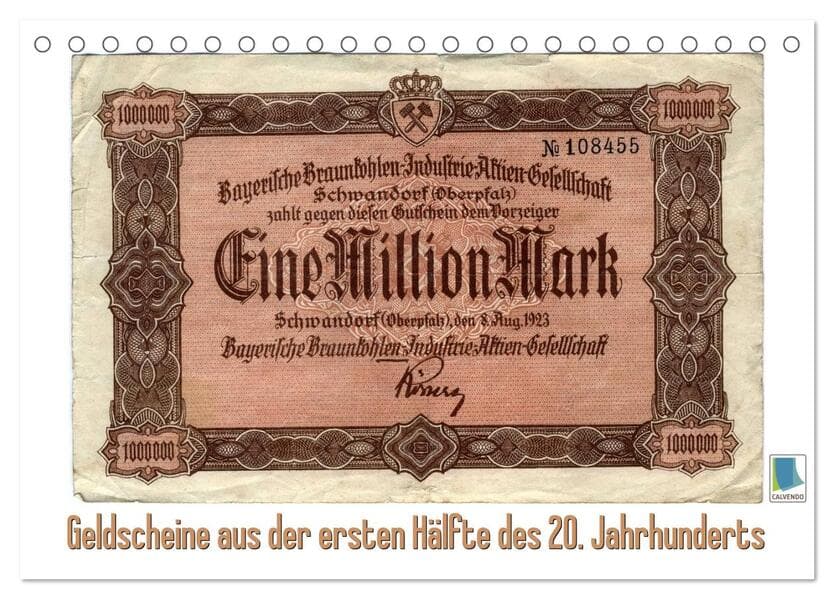 1000000 1000000
№ 108455
Bayerische Braunkohlen-Industrie-Aktien-Gesellschaft
Schwandorf (Oberpfalz)
zahlt gegen diesen Gutschein dem Vorzeiger
Eine Million Mark
Schwandorf (Oberpfalz), den 8. Aug. 1923
Bayerische Braunkohlen-Industrie-Aktien-Gesellschaft
1000000 1000000
CALVENDO
Geldscheine aus der ersten Hälfte des 20. Jahrhunderts